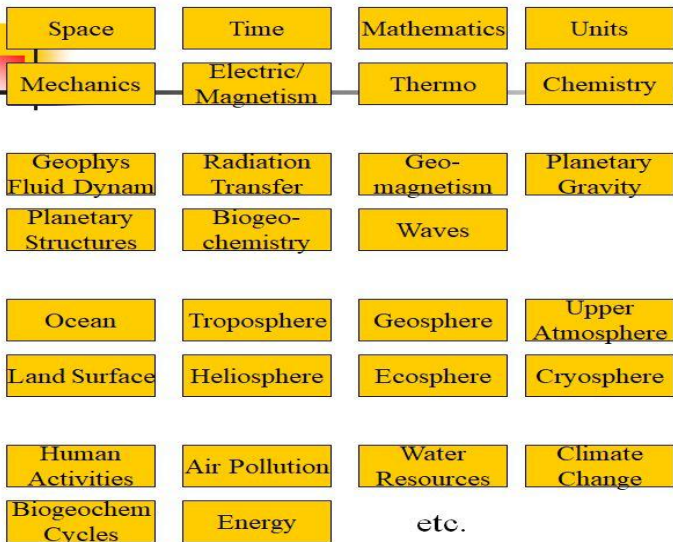 Space
Time
Mathematics
Units
Mechanics
Electric/
Magnetism
Thermo
Chemistry
Geophys
Fluid Dynam
Radiation
Transfer
Geo-
magnetism
Planetary
Gravity
Planetary
Structures
Biogeo-
chemistry
Waves
Ocean
Troposphere
Geosphere
Upper
Atmosphere
Land Surface
Heliosphere
Ecosphere
Cryosphere
Human
Activities
Air Pollution
Water
Resources
Climate
Change
Biogeochem
Cycles
Energy
etc.